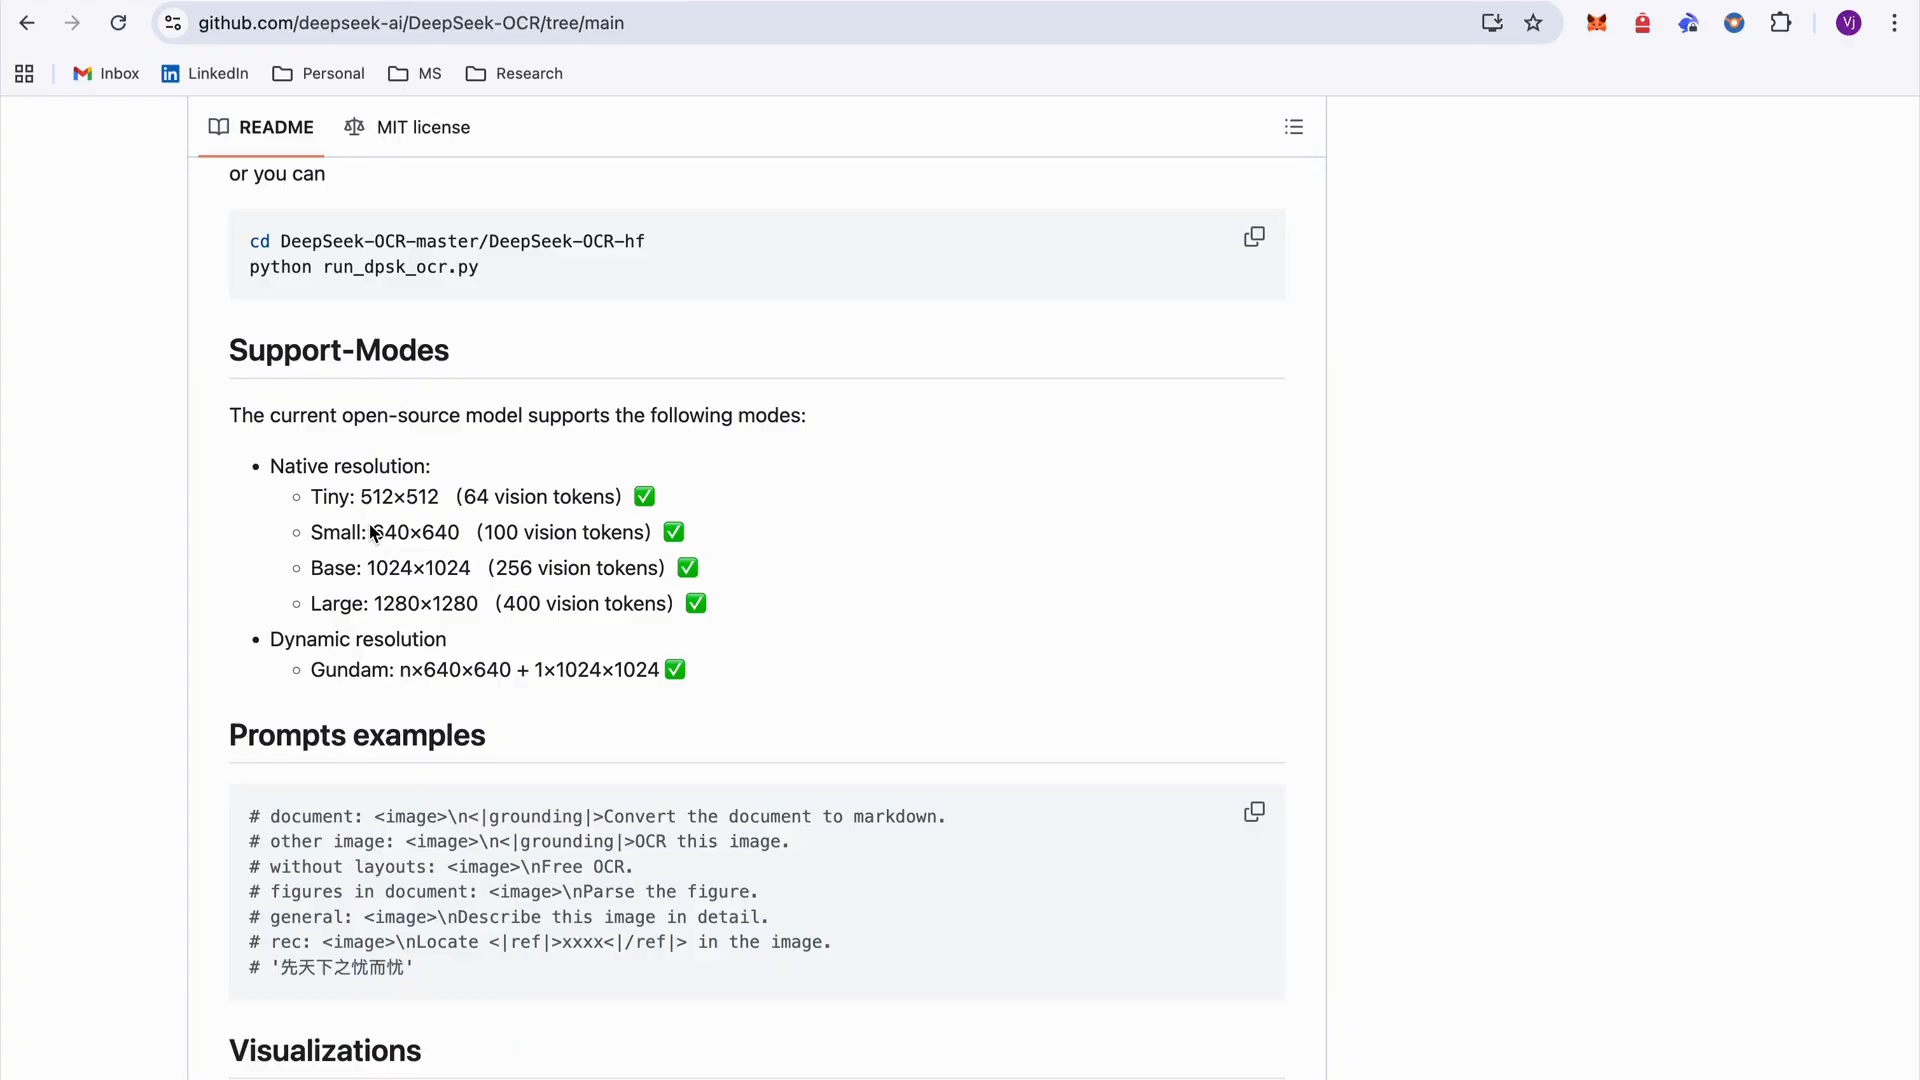 github.com/deepseek-ai/DeepSeek-OCR/tree/main
Vj
Inbox LinkedIn Personal MS Research
README MIT license
or you can
cd DeepSeek-OCR-master/DeepSeek-OCR-hf
python run_dpsk_ocr.py
Support-Modes
The current open-source model supports the following modes:
• Native resolution:
◦ Tiny: 512×512 (64 vision tokens) ✅
◦ Small: 640×640 (100 vision tokens) ✅
◦ Base: 1024×1024 (256 vision tokens) ✅
◦ Large: 1280×1280 (400 vision tokens) ✅
• Dynamic resolution
◦ Gundam: n×640×640 + 1×1024×1024 ✅
Prompts examples
# document: <image>\n<|grounding|>Convert the document to markdown.
# other image: <image>\n<|grounding|>OCR this image.
# without layouts: <image>\nFree OCR.
# figures in document: <image>\nParse the figure.
# general: <image>\nDescribe this image in detail.
# rec: <image>\nLocate <|ref|>xxxx<|/ref|> in the image.
# '先天下之忧而忧'
Visualizations